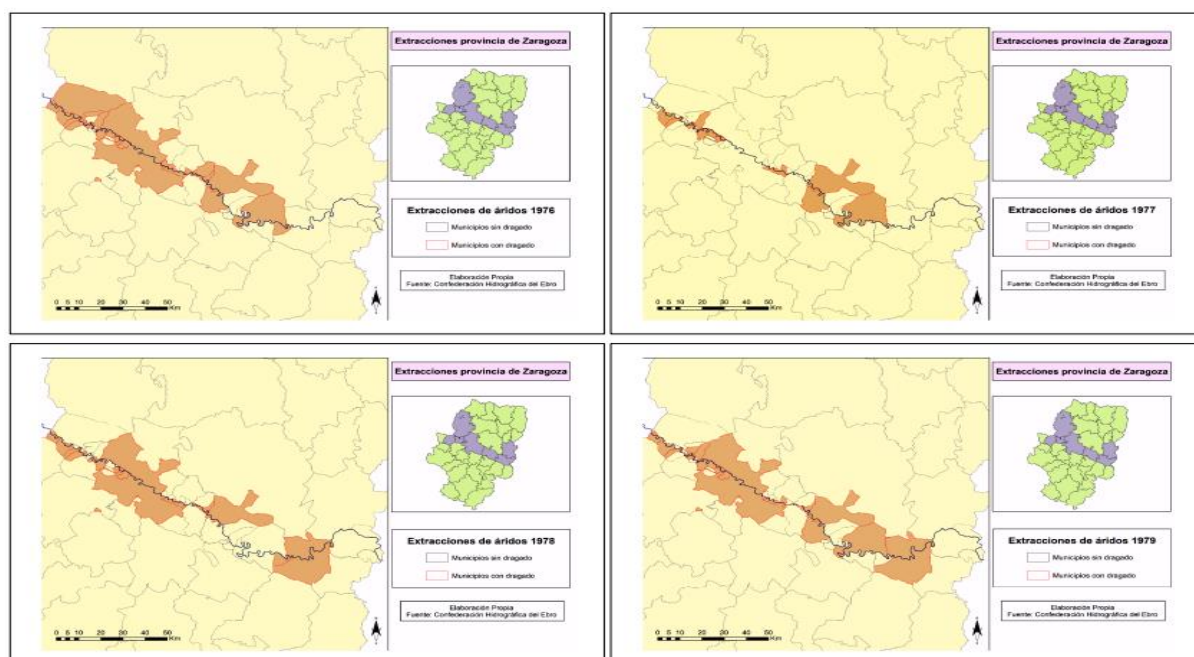 Extracciones provincia de Zaragoza
Extracciones de áridos 1976
Municipios sin dragado
Municipios con dragado
Elaboración Propia
Fuente: Confederación Hidrográfica del Ebro
0 5 10 20 30 40 50
Km
Extracciones provincia de Zaragoza
Extracciones de áridos 1977
Municipios sin dragado
Municipios con dragado
Elaboración Propia
Fuente: Confederación Hidrográfica del Ebro
0 5 10 20 30 40 50
Km
Extracciones provincia de Zaragoza
Extracciones de áridos 1978
Municipios sin dragado
Municipios con dragado
Elaboración Propia
Fuente: Confederación Hidrográfica del Ebro
0 5 10 20 30 40 50
Km
Extracciones provincia de Zaragoza
Extracciones de áridos 1979
Municipios sin dragado
Municipios con dragado
Elaboración Propia
Fuente: Confederación Hidrográfica del Ebro
0 5 10 20 30 40 50
Km